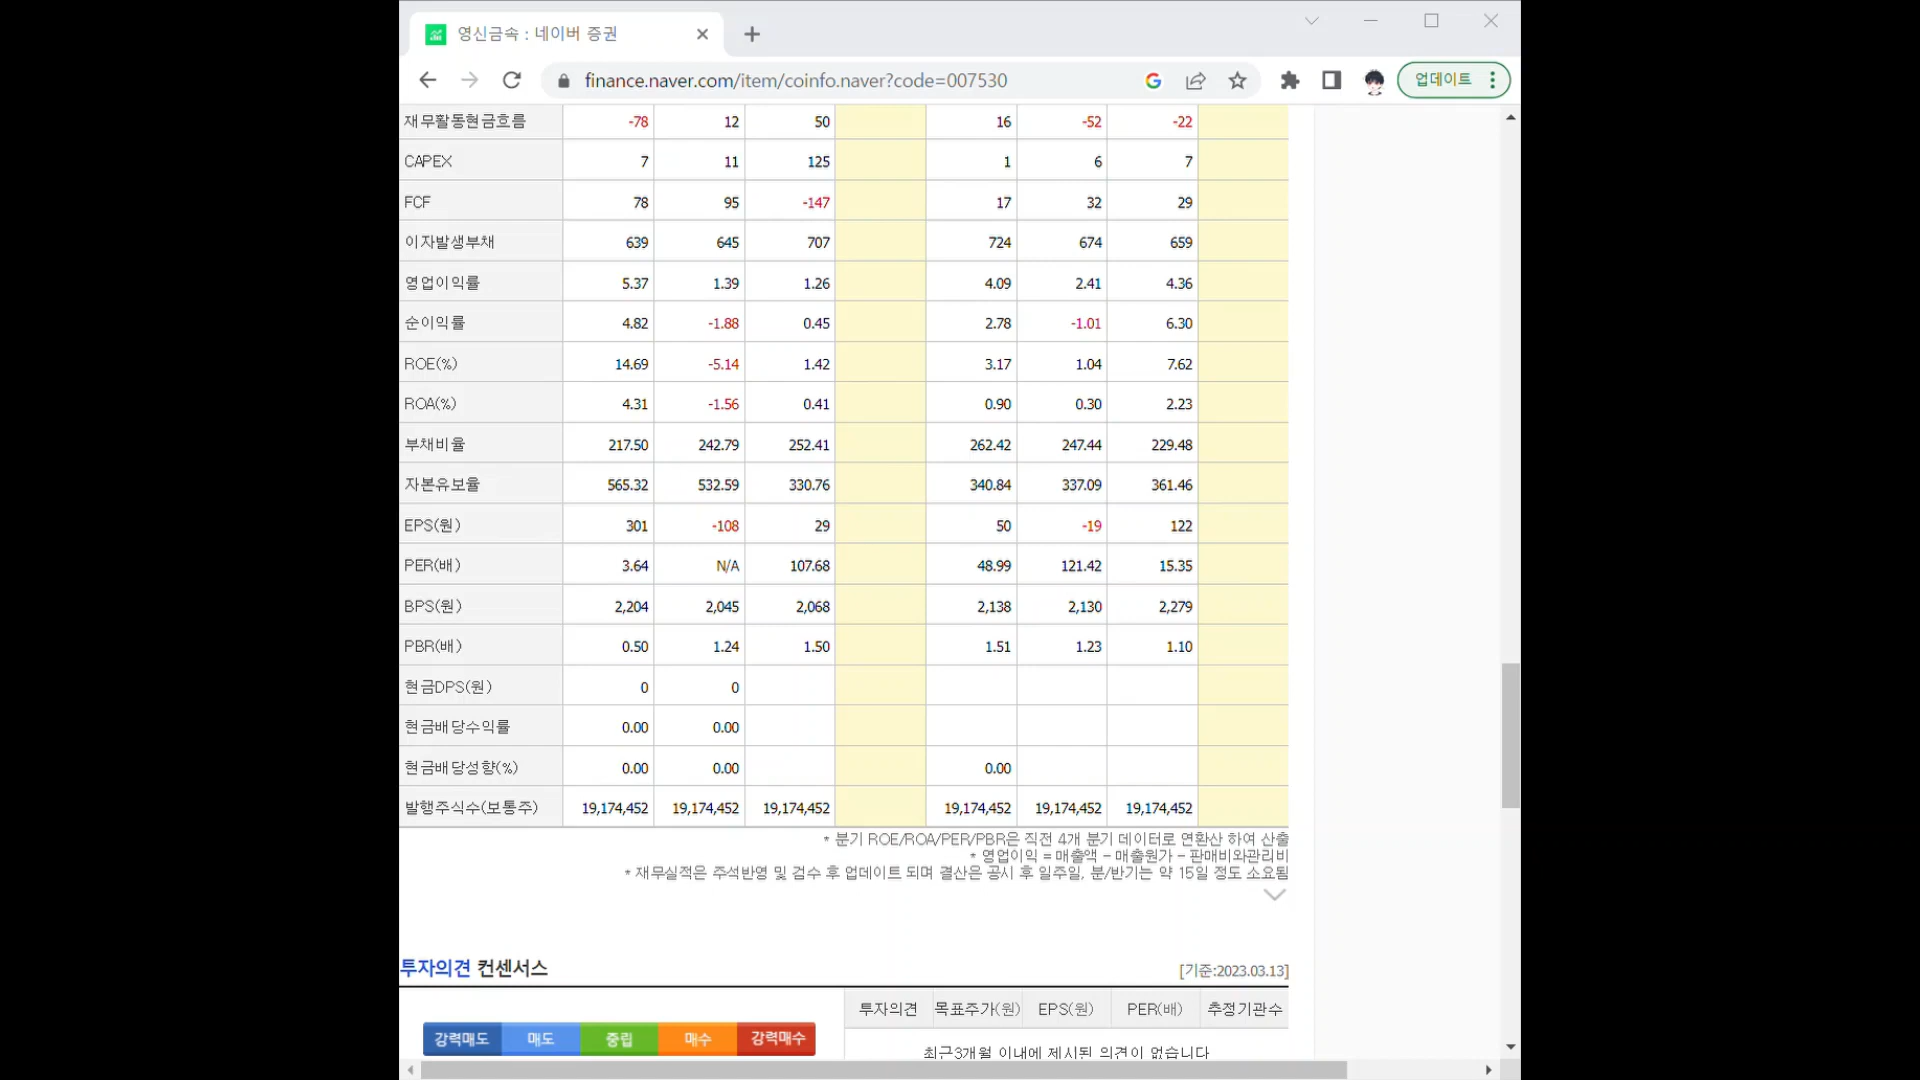 영신금속 : 네이버 증권
finance.naver.com/item/coinfo.naver?code=007530
업데이트
재무활동현금흐름 -78 12 50 16 -52 -22
CAPEX 7 11 125 1 6 7
FCF 78 95 -147 17 32 29
이자발생부채 639 645 707 724 674 659
영업이익률 5.37 1.39 1.26 4.09 2.41 4.36
순이익률 4.82 -1.88 0.45 2.78 -1.01 6.30
ROE(%) 14.69 -5.14 1.42 3.17 1.04 7.62
ROA(%) 4.31 -1.56 0.41 0.90 0.30 2.23
부채비율 217.50 242.79 252.41 262.42 247.44 229.48
자본유보율 565.32 532.59 330.76 340.84 337.09 361.46
EPS(원) 301 -108 29 50 -19 122
PER(배) 3.64 N/A 107.68 48.99 121.42 15.35
BPS(원) 2,204 2,045 2,068 2,138 2,130 2,279
PBR(배) 0.50 1.24 1.50 1.51 1.23 1.10
현금DPS(원) 0 0
현금배당수익률 0.00 0.00
현금배당성향(%) 0.00 0.00 0.00
발행주식수(보통주) 19,174,452 19,174,452 19,174,452 19,174,452 19,174,452 19,174,452
* 분기 ROE/ROA/PER/PBR은 직전 4개 분기 데이터로 연환산 하여 산출
* 영업이익 = 매출액 - 매출원가 - 판매비와관리비
* 재무실적은 주석반영 및 검수 후 업데이트 되며 결산은 공시 후 일주일, 분/반기는 약 15일 정도 소요됨
투자의견 컨센서스 [기준:2023.03.13]
투자의견 목표주가(원) EPS(원) PER(배) 추정기관수
강력매도 매도 중립 매수 강력매수
최근3개월 이내에 제시된 의견이 없습니다